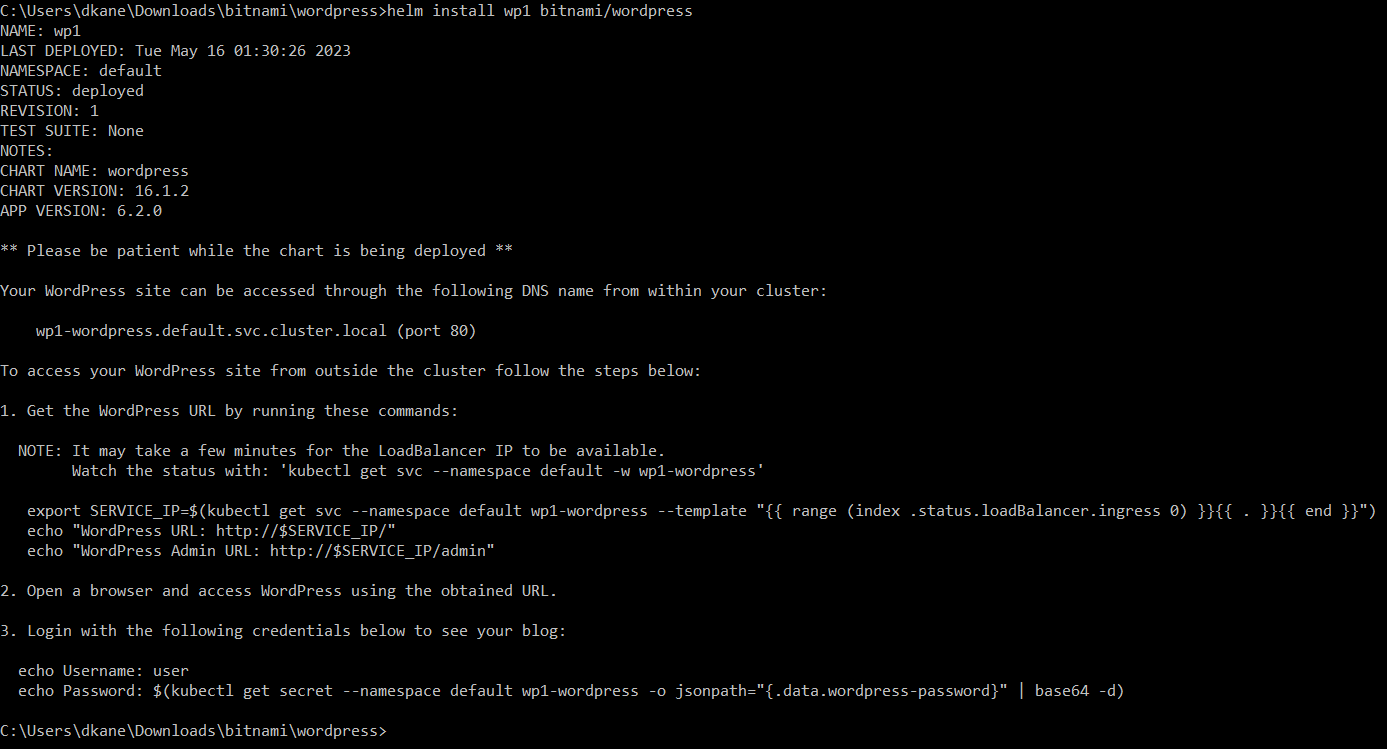 C:\Users\dkane\Downloads\bitnami\wordpress>helm install wp1 bitnami/wordpress
NAME: wp1
LAST DEPLOYED: Tue May 16 01:30:26 2023
NAMESPACE: default
STATUS: deployed
REVISION: 1
TEST SUITE: None
NOTES:
CHART NAME: wordpress
CHART VERSION: 16.1.2
APP VERSION: 6.2.0

** Please be patient while the chart is being deployed **

Your WordPress site can be accessed through the following DNS name from within your cluster:

    wp1-wordpress.default.svc.cluster.local (port 80)

To access your WordPress site from outside the cluster follow the steps below:

1. Get the WordPress URL by running these commands:

  NOTE: It may take a few minutes for the LoadBalancer IP to be available.
        Watch the status with: 'kubectl get svc --namespace default -w wp1-wordpress'

   export SERVICE_IP=$(kubectl get svc --namespace default wp1-wordpress --template "{{ range (index .status.loadBalancer.ingress 0) }}{{ . }}{{ end }}")
   echo "WordPress URL: http://$SERVICE_IP/"
   echo "WordPress Admin URL: http://$SERVICE_IP/admin"

2. Open a browser and access WordPress using the obtained URL.

3. Login with the following credentials below to see your blog:

  echo Username: user
  echo Password: $(kubectl get secret --namespace default wp1-wordpress -o jsonpath="{.data.wordpress-password}" | base64 -d)

C:\Users\dkane\Downloads\bitnami\wordpress>